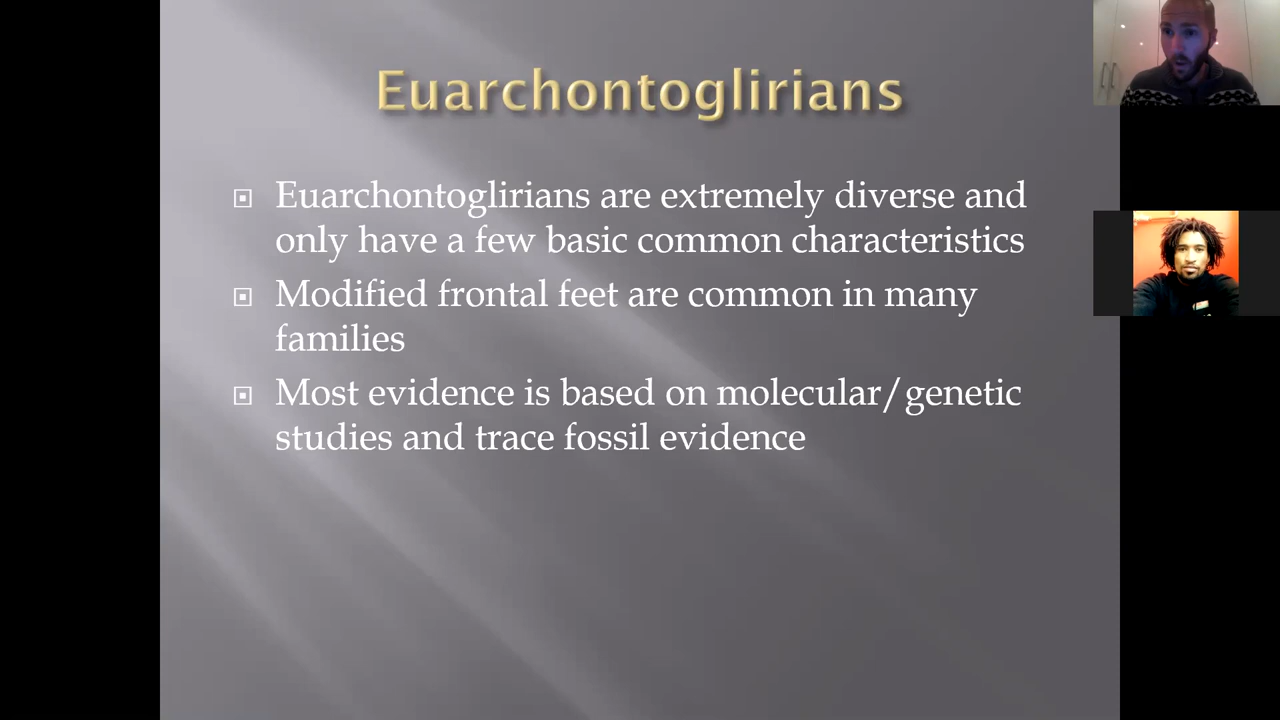 Euarchontoglirians
Euarchontoglirians are extremely diverse and
only have a few basic common characteristics
Modified frontal feet are common in many
families
Most evidence is based on molecular/genetic
studies and trace fossil evidence